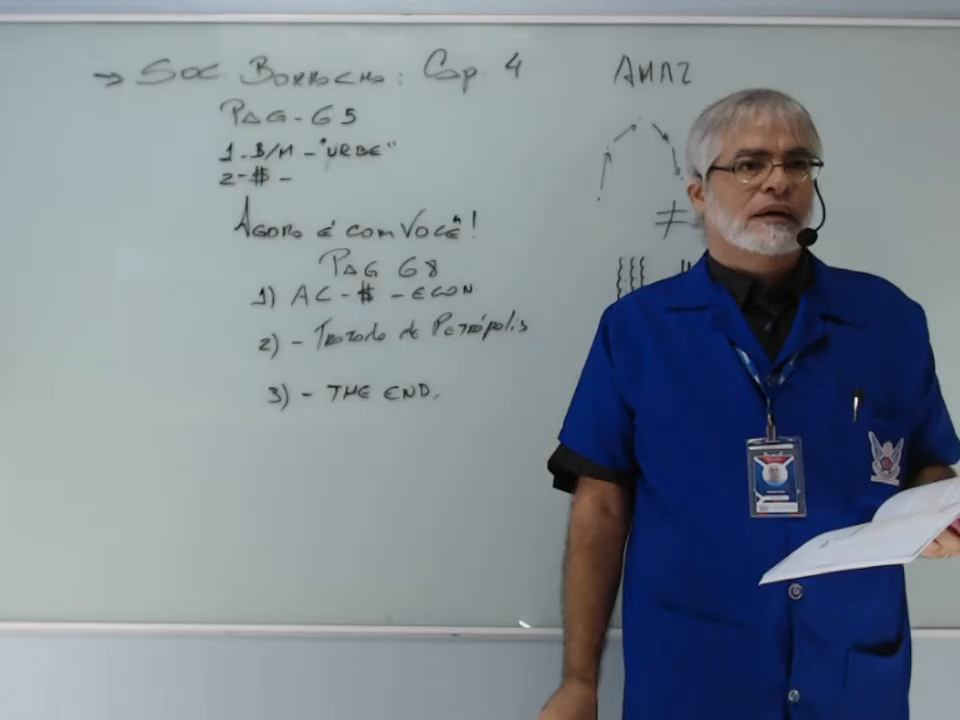 → Soc Borracha: Cap. 4
PAG-65
1-B/M-"URBE"
2-$-
Agora é com Você"!
PAG 68
1) AC-$-ECON.
2)-Tratado de Petrópolis
3)-THE END.
AMAZ
≠